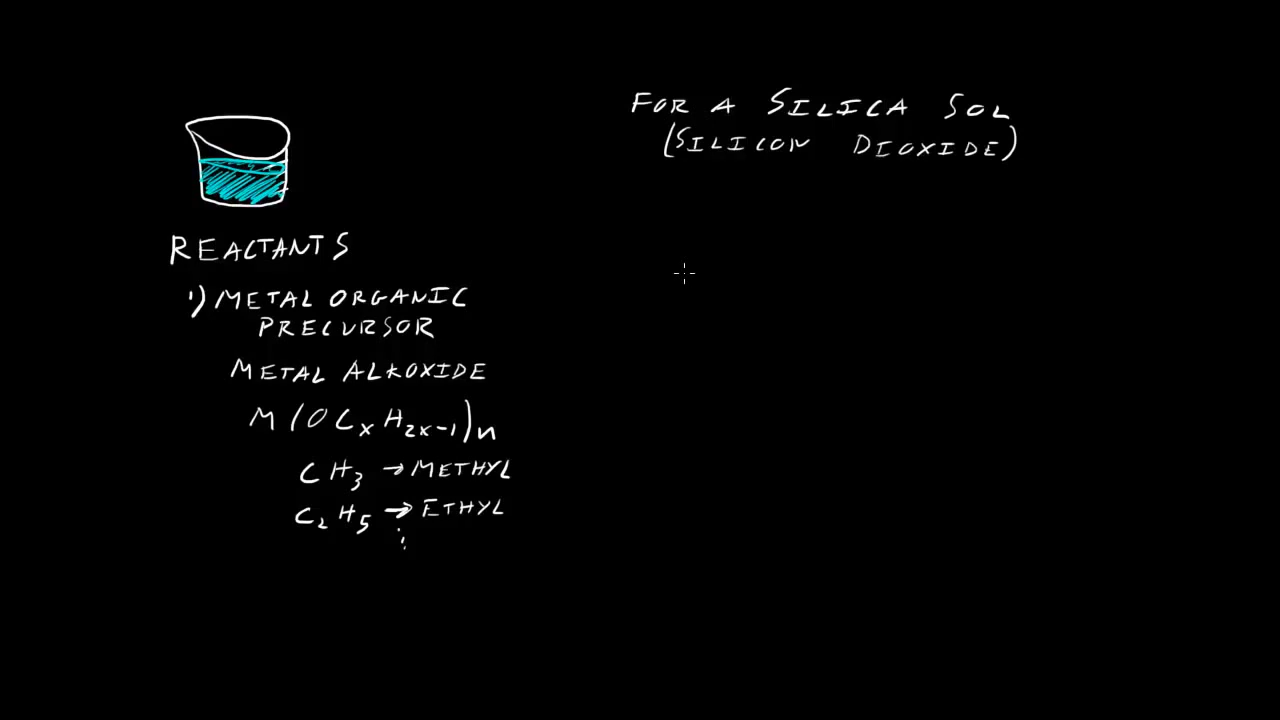 FOR A SILICA SOL
(SILICON DIOXIDE)
REACTANTS
1) METAL ORGANIC
PRECURSOR
METAL ALKOXIDE
M(OCₓH₂ₓ₋₁)ₙ
CH₃ → METHYL
C₂H₅ → ETHYL
⋮